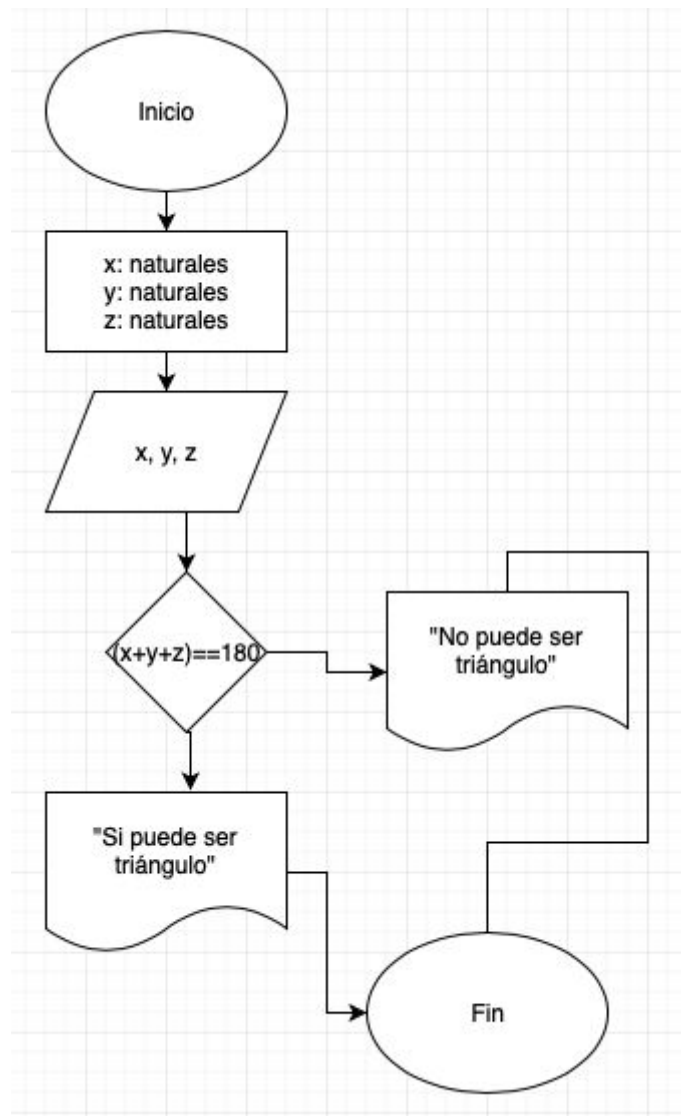 Inicio
x: naturales
y: naturales
z: naturales
x, y, z
(x+y+z)==180
"No puede ser
triángulo"
"Si puede ser
triángulo"
Fin